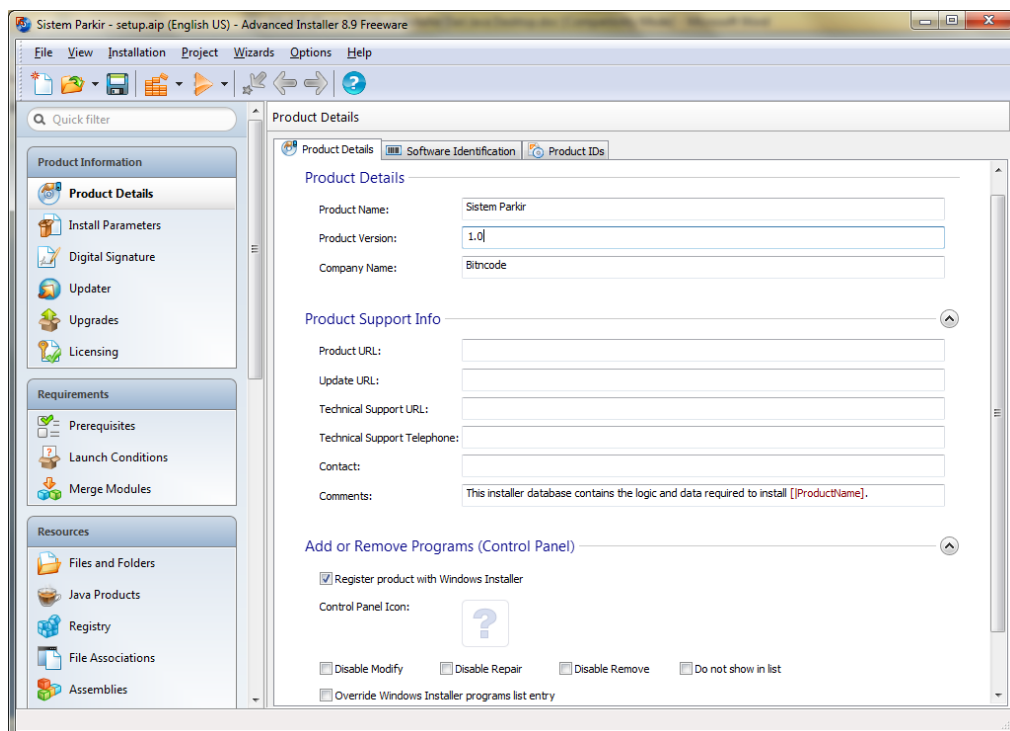 Sistem Parkir - setup.aip (English US) - Advanced Installer 8.9 Freeware
File View Installation Project Wizards Options Help
Quick filter
Product Information
Product Details
Install Parameters
Digital Signature
Updater
Upgrades
Licensing
Requirements
Prerequisites
Launch Conditions
Merge Modules
Resources
Files and Folders
Java Products
Registry
File Associations
Assemblies
Product Details
Product Details Software Identification Product IDs
Product Details
Product Name: Sistem Parkir
Product Version: 1.0
Company Name: Bitncode
Product Support Info
Product URL:
Update URL:
Technical Support URL:
Technical Support Telephone:
Contact:
Comments: This installer database contains the logic and data required to install [|ProductName].
Add or Remove Programs (Control Panel)
Register product with Windows Installer
Control Panel Icon:
?
Disable Modify Disable Repair Disable Remove Do not show in list
Override Windows Installer programs list entry